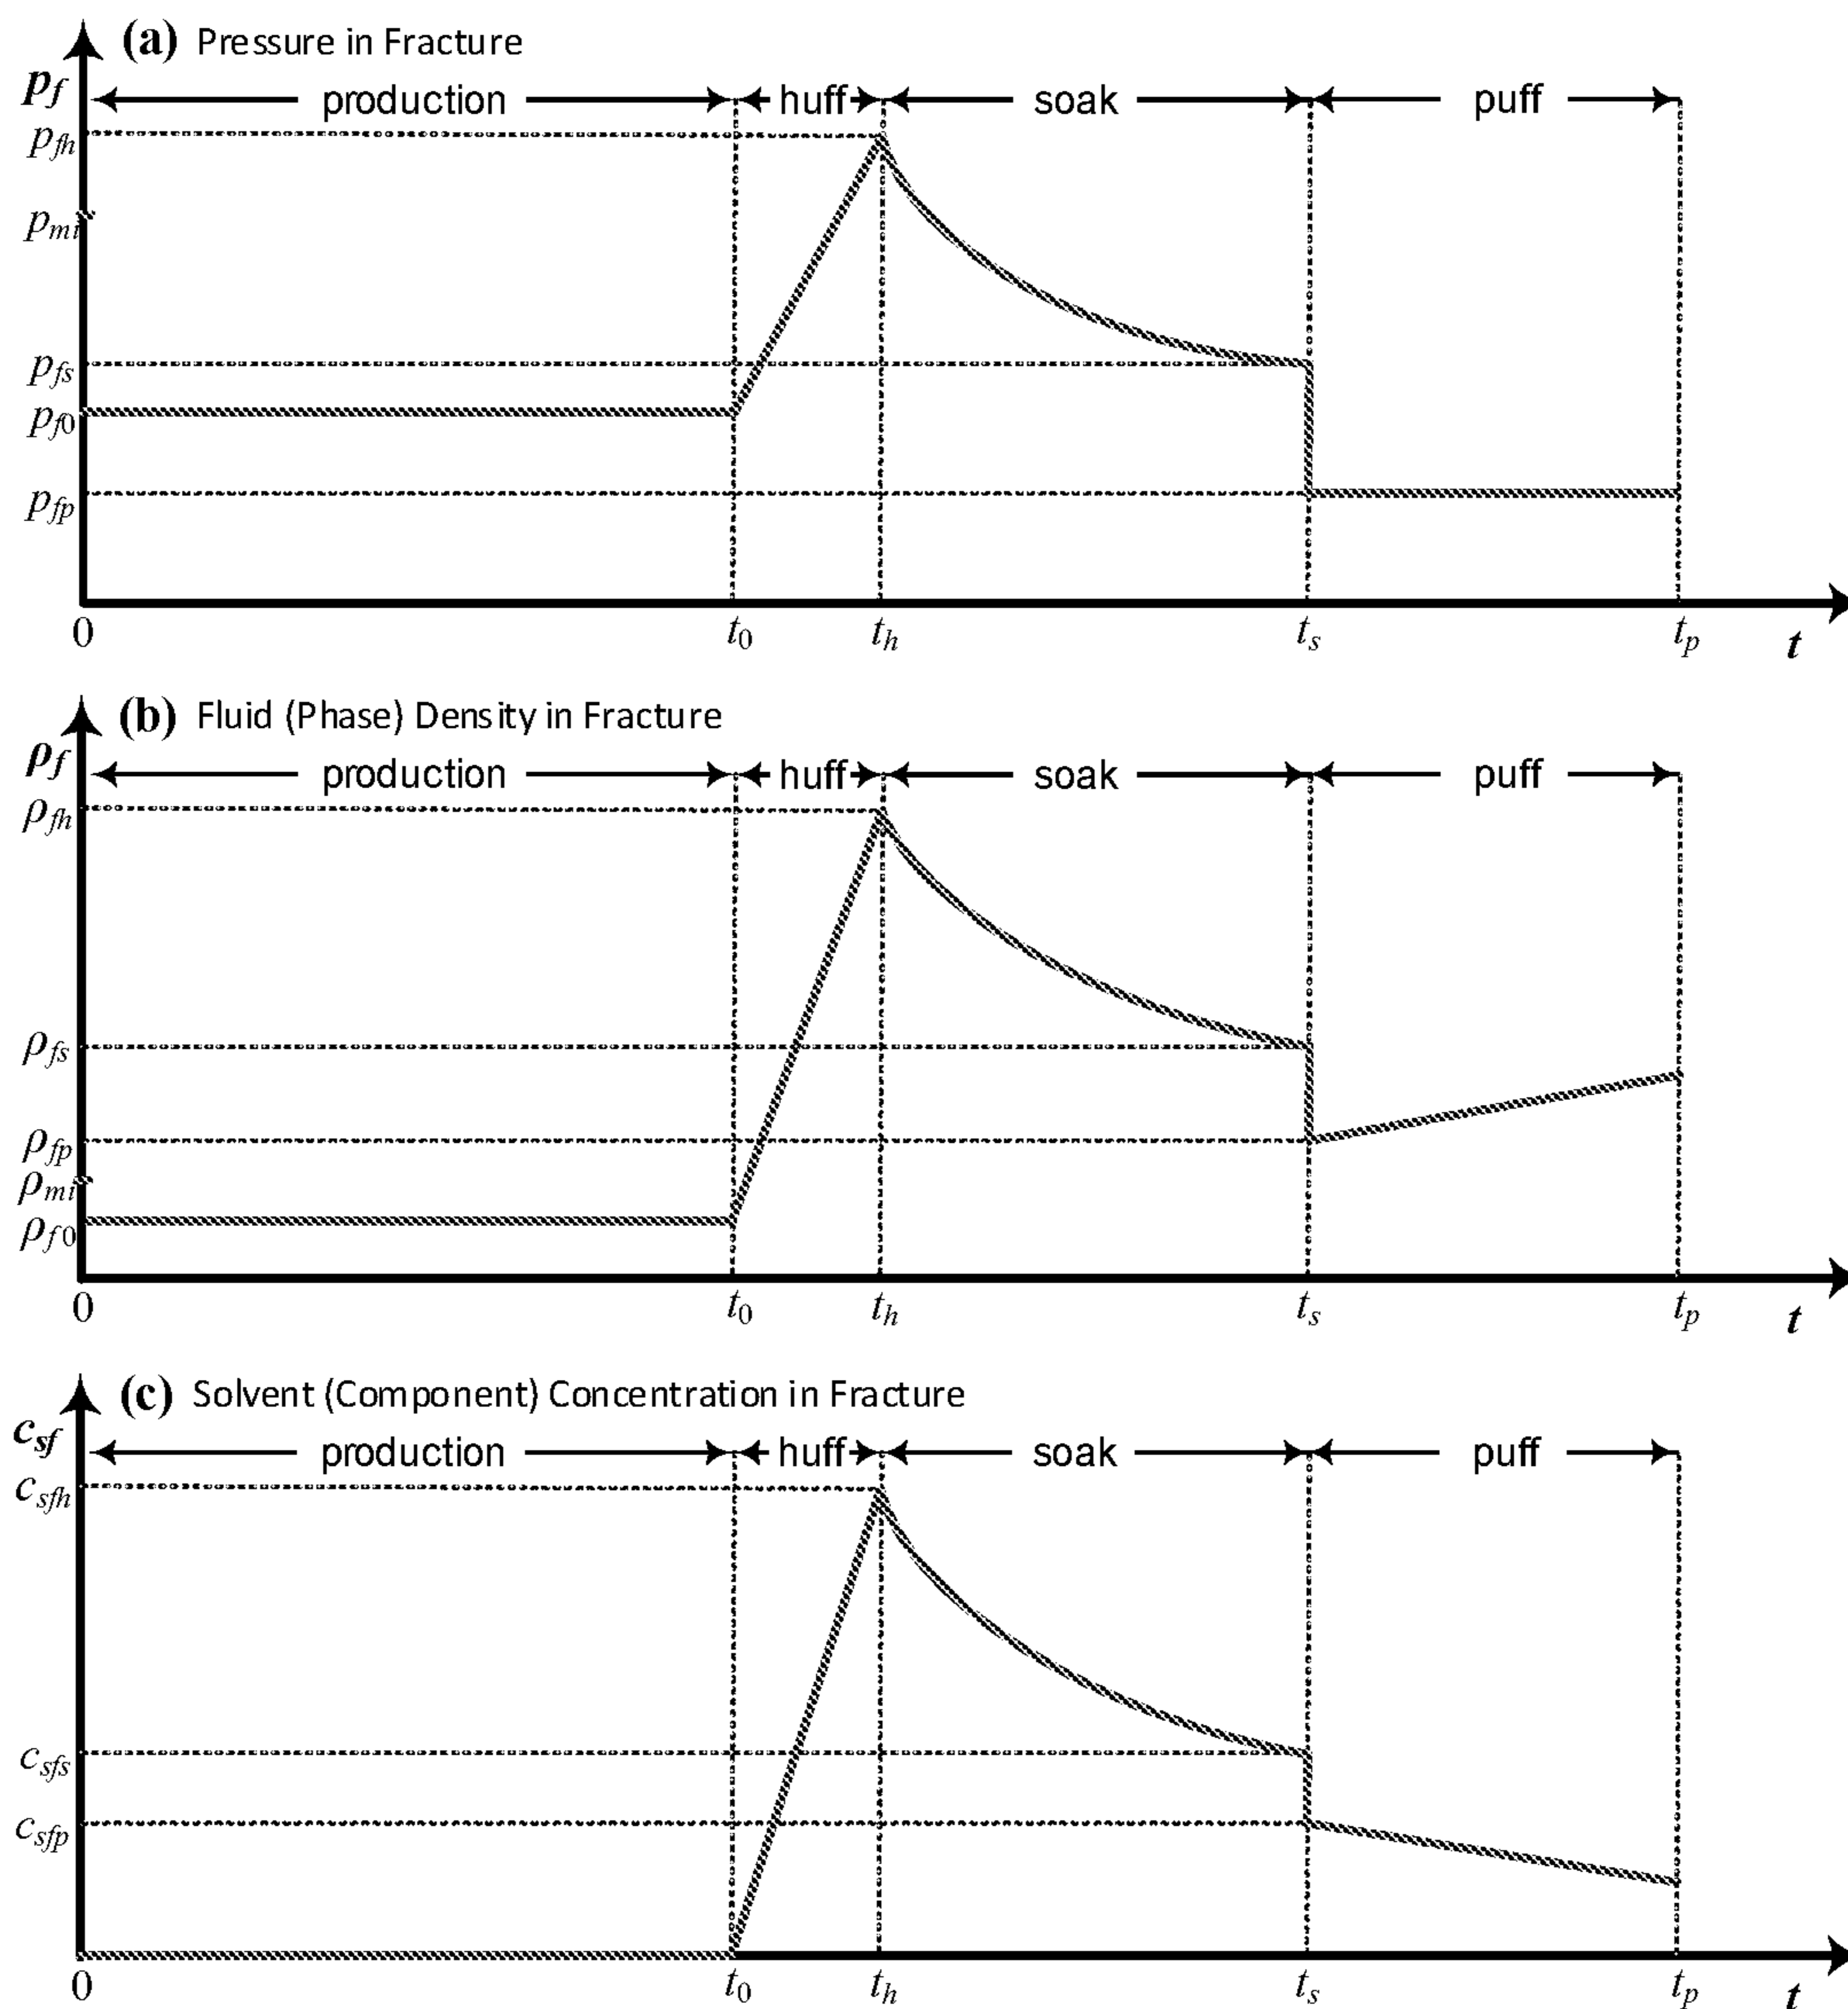 (a) Pressure in Fracture
p_f
production huff soak puff
p_fh
p_mi
p_fs
p_f0
p_fp
0 t_0 t_h t_s t_p t
(b) Fluid (Phase) Density in Fracture
ρ_f
production huff soak puff
ρ_fh
ρ_fs
ρ_fp
ρ_mi
ρ_f0
0 t_0 t_h t_s t_p t
(c) Solvent (Component) Concentration in Fracture
c_sf
production huff soak puff
c_sfh
c_sfs
c_sfp
0 t_0 t_h t_s t_p t